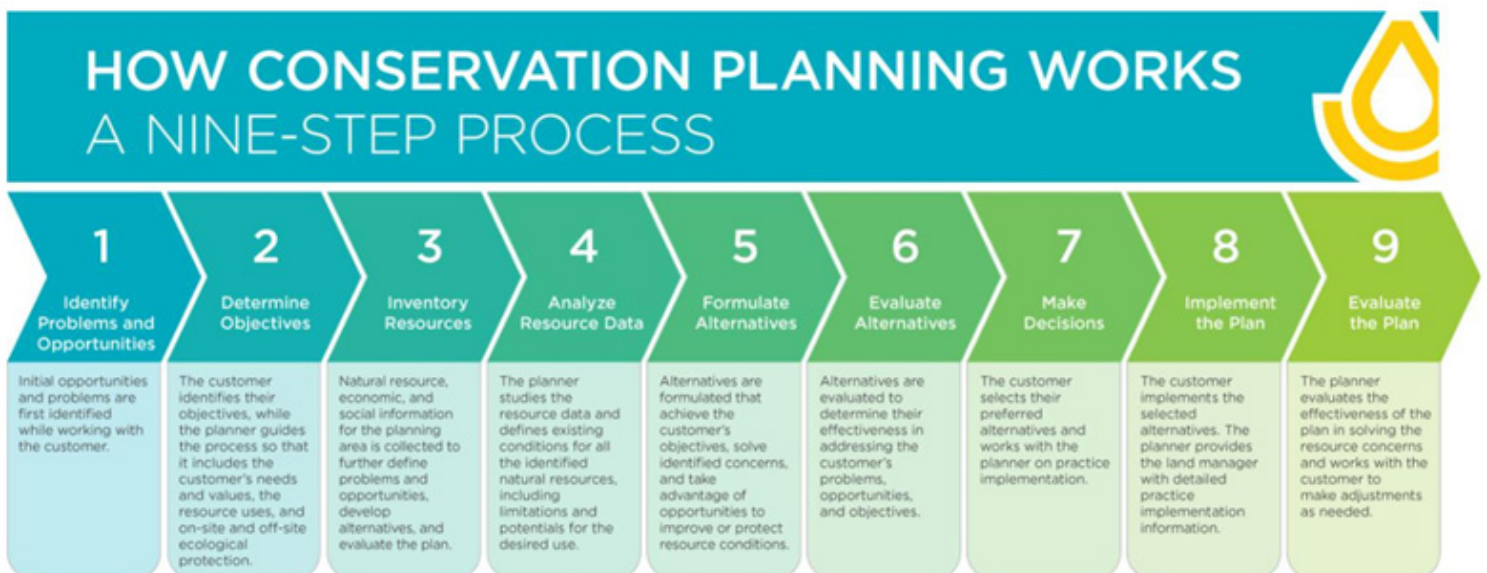 HOW CONSERVATION PLANNING WORKS
A NINE-STEP PROCESS
1
Identify
Problems and
Opportunities
Initial opportunities
and problems are
first identified
while working with
the customer.
2
Determine
Objectives
The customer
identifies their
objectives, while
the planner guides
the process so that
it includes the
customer's needs
and values, the
resource uses, and
on-site and off-site
ecological
protection.
3
Inventory
Resources
Natural resource,
economic, and
social information
for the planning
area is collected to
further define
problems and
opportunities,
develop
alternatives, and
evaluate the plan.
4
Analyze
Resource Data
The planner
studies the
resource data and
defines existing
conditions for all
the identified
natural resources,
including
limitations and
potentials for the
desired use.
5
Formulate
Alternatives
Alternatives are
formulated that
achieve the
customer's
objectives, solve
identified concerns,
and take
advantage of
opportunities to
improve or protect
resource conditions.
6
Evaluate
Alternatives
Alternatives are
evaluated to
determine their
effectiveness in
addressing the
customer's
problems,
opportunities,
and objectives.
7
Make
Decisions
The customer
selects their
preferred
alternatives and
works with the
planner on practice
implementation.
8
Implement
the Plan
The customer
implements the
selected
alternatives. The
planner provides
the land manager
with detailed
practice
implementation
information.
9
Evaluate
the Plan
The planner
evaluates the
effectiveness of the
plan in solving the
resource concerns
and works with the
customer to
make adjustments
as needed.